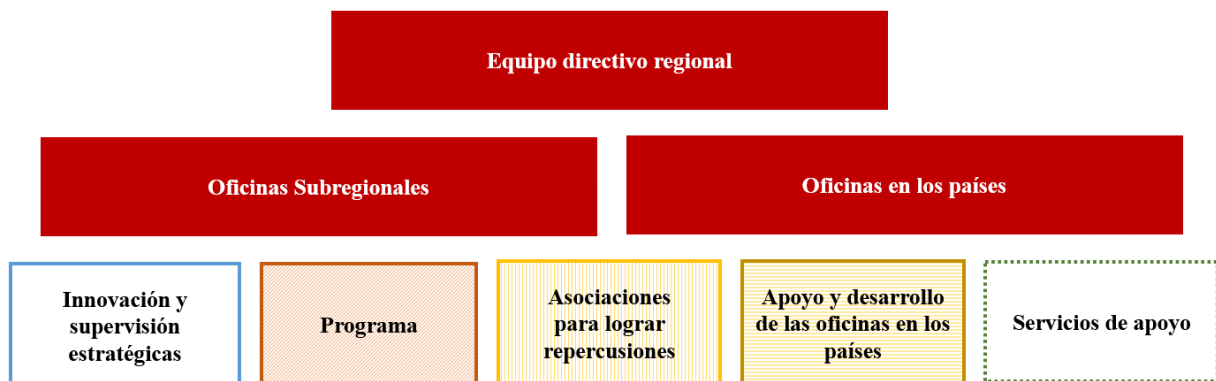 Equipo directivo regional
Oficinas Subregionales
Oficinas en los países
Innovación y
supervisión
estratégicas
Programa
Asociaciones
para lograr
repercusiones
Apoyo y desarrollo
de las oficinas en los
países
Servicios de apoyo